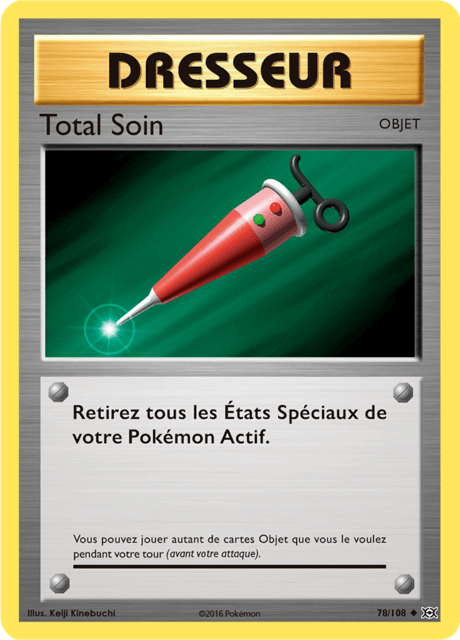 DRESSEUR
Total Soin
OBJET
Retirez tous les États Spéciaux de
votre Pokémon Actif.
Vous pouvez jouer autant de cartes Objet que vous le voulez
pendant votre tour (avant votre attaque).
Illus. Keiji Kinebuchi
©2016 Pokémon
78/108